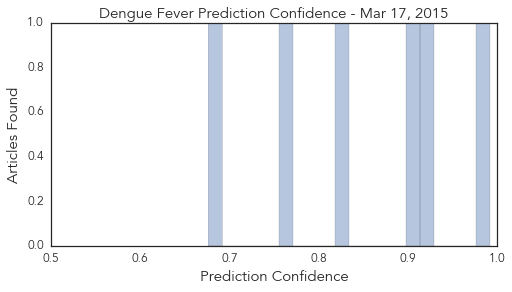 Dengue Fever Prediction Confidence - Mar 17, 2015
1.0
0.8
0.6
0.4
0.2
0.0
Articles Found
0.5 0.6 0.7 0.8 0.9 1.0
Prediction Confidence